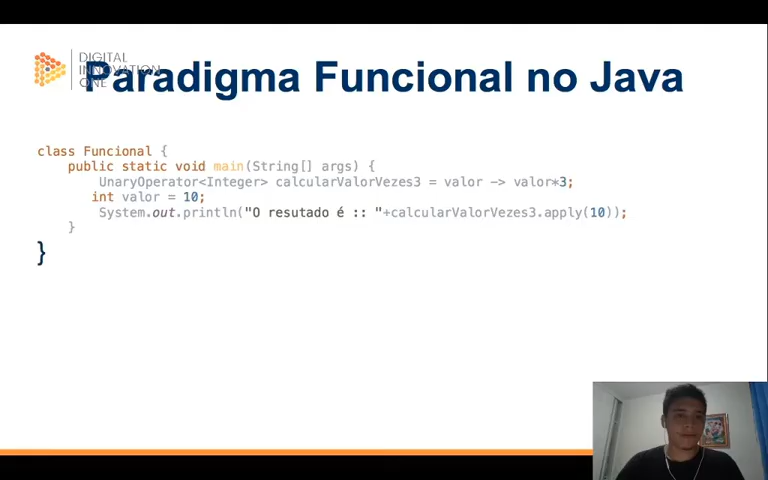 DIGITAL
INNOVATION
ONE
Paradigma Funcional no Java
class Funcional {
public static void main(String[] args) {
UnaryOperator<Integer> calcularValorVezes3 = valor -> valor*3;
int valor = 10;
System.out.println("O resutado é :: "+calcularValorVezes3.apply(10));
}
}